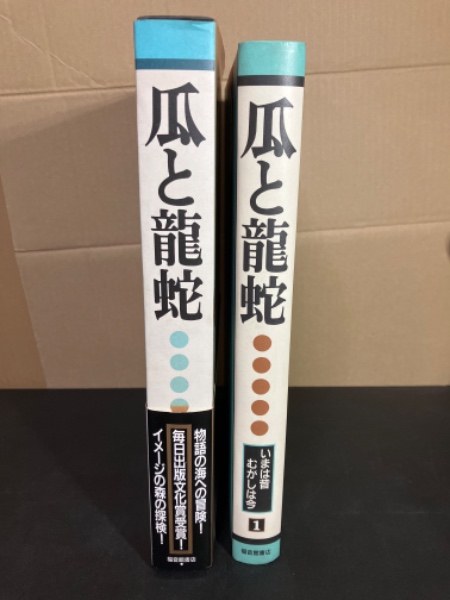 瓜と龍蛇
物語の海への冒険!
毎日出版文化賞受賞!
イメージの森の探検!
福音館書店
瓜と龍蛇
いまは昔
むかしは今
1
福音館書店